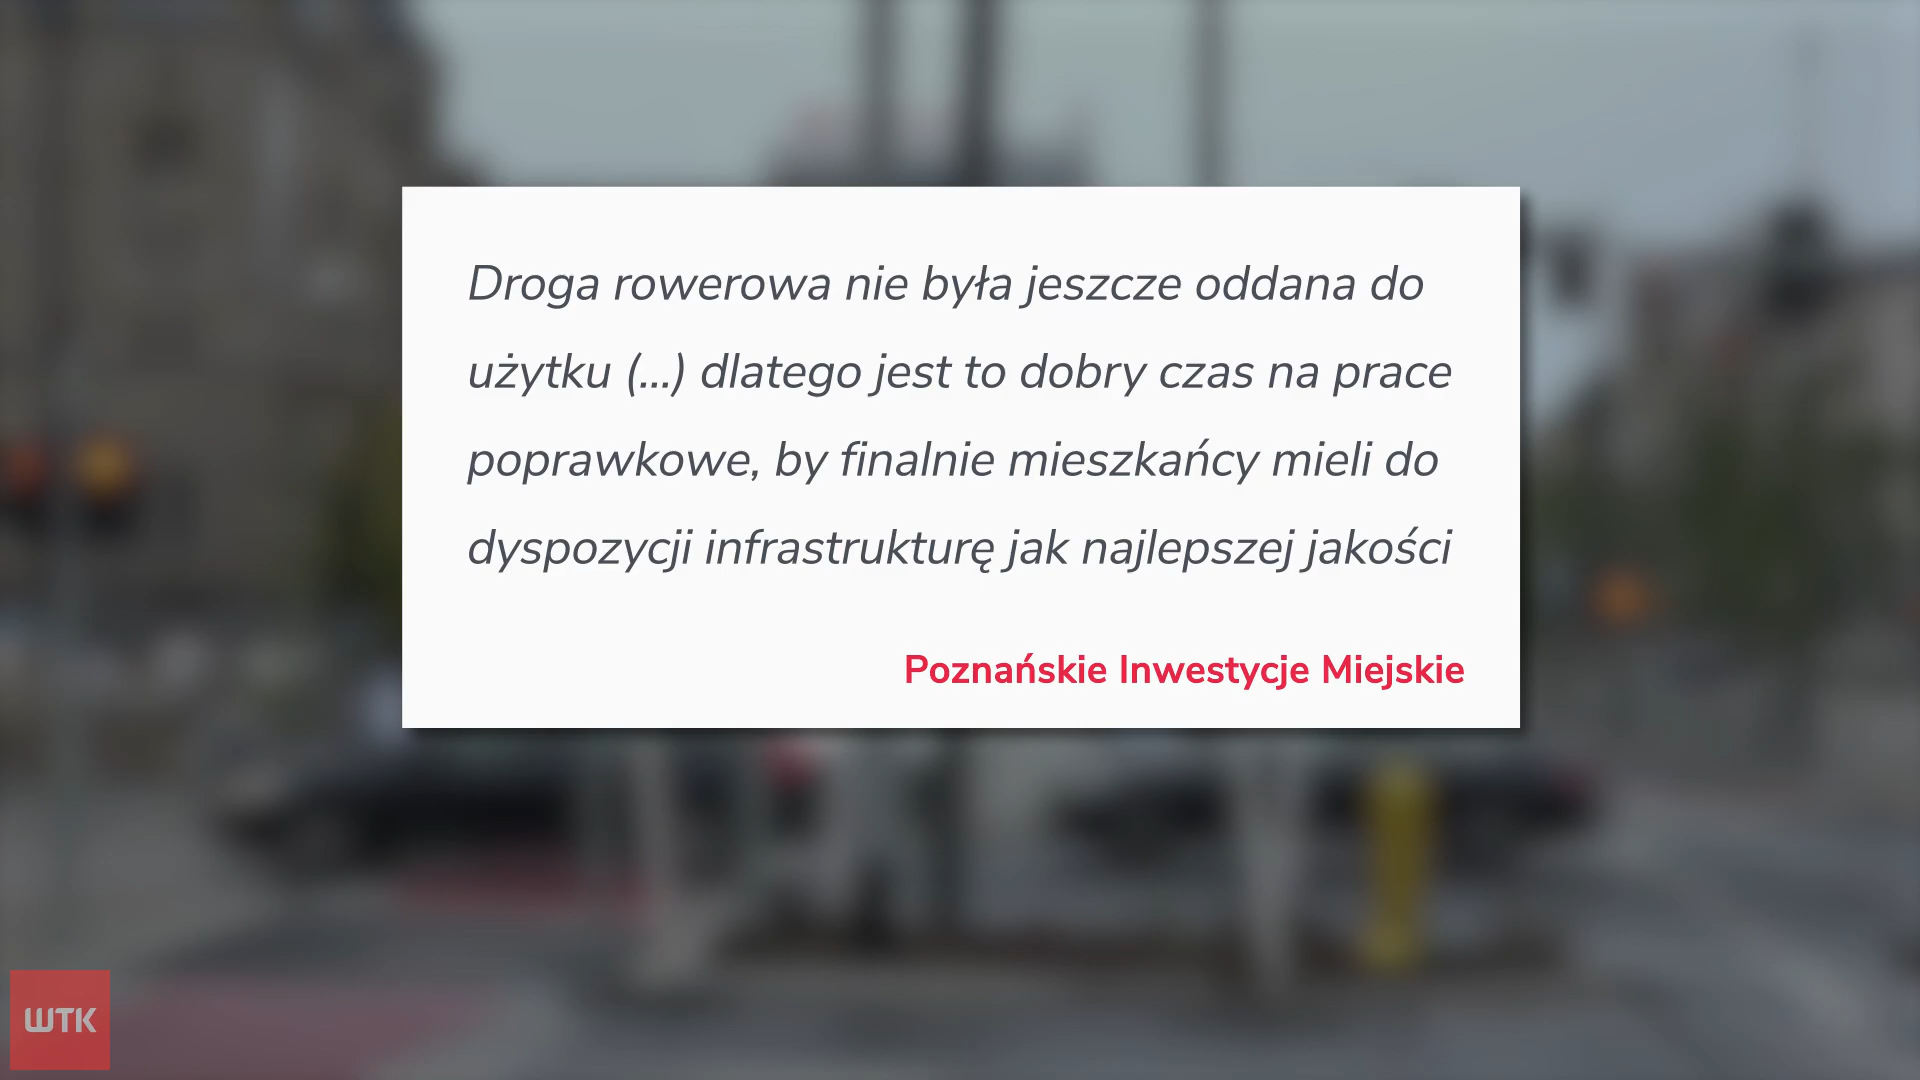 Droga rowerowa nie była jeszcze oddana do
użytku (...) dlatego jest to dobry czas na prace
poprawkowe, by finalnie mieszkańcy mieli do
dyspozycji infrastrukturę jak najlepszej jakości
Poznańskie Inwestycje Miejskie
WTK